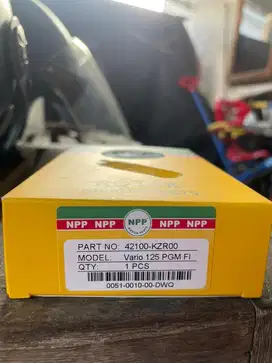 NPP
NPP NPP NPP NPP
PART NO: 42100-KZR00
MODEL: Vario 125 PGM FI
QTY: 1 PCS
0051-0010-00-DWQ